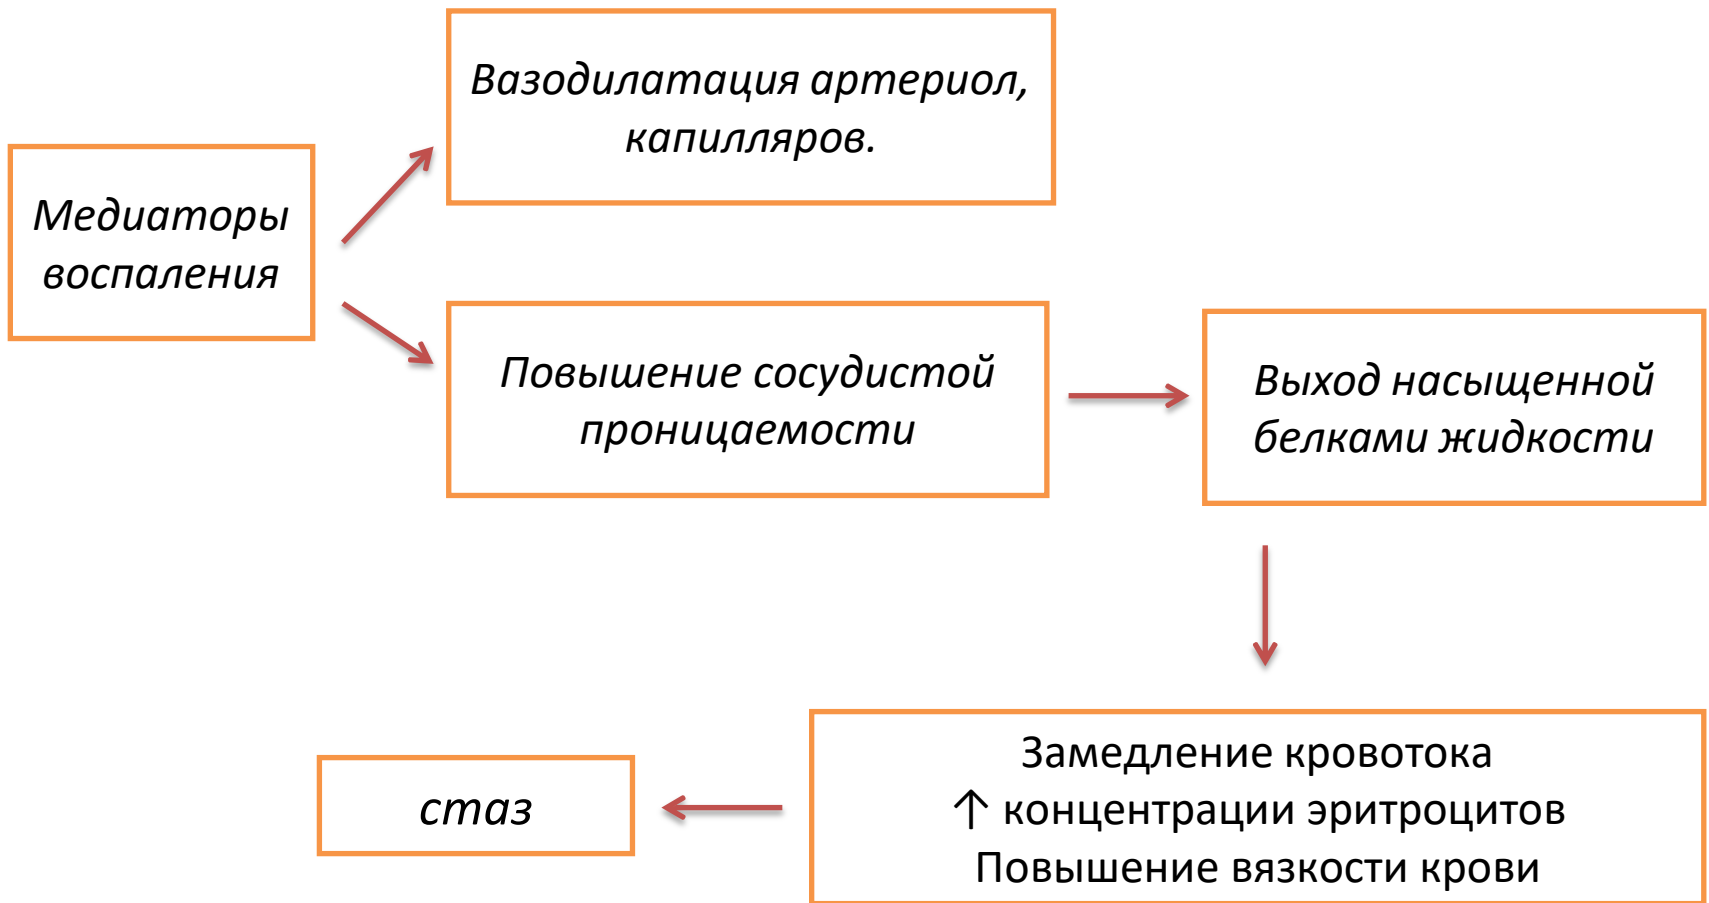 Вазодилатация артериол,
капилляров.
Медиаторы
воспаления
Повышение сосудистой
проницаемости
Выход насыщенной
белками жидкости
Замедление кровотока
↑ концентрации эритроцитов
Повышение вязкости крови
стаз